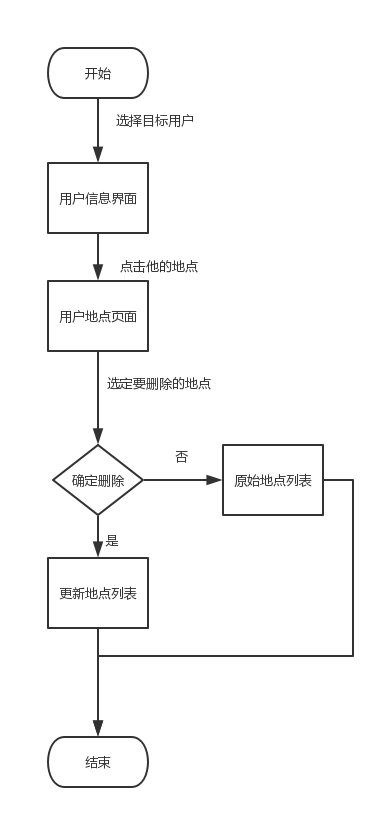 开始
选择目标用户
用户信息界面
点击他的地点
用户地点页面
选定要删除的地点
否
确定删除
原始地点列表
是
更新地点列表
结束